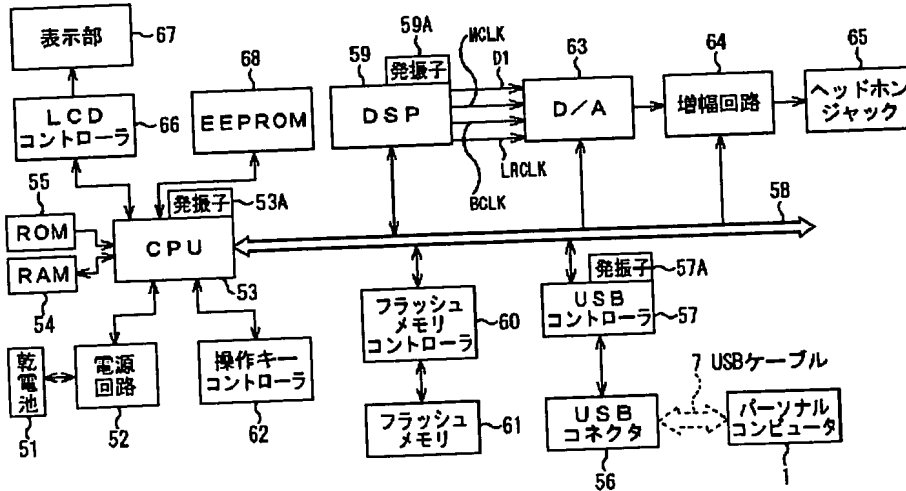 表示部
67
LCD
コントローラ
66
68
EEPROM
59
59A
発振子
DSP
MCLK
D1
BCLK
LRCLK
63
D/A
64
増幅回路
65
ヘッドホン
ジャック
55
ROM
RAM
54
発振子
53A
CPU
53
58
乾
電
池
51
電源
回路
52
操作キー
コントローラ
62
フラッシュ
メモリ
コントローラ
60
フラッシュ
メモリ
61
発振子
57A
USB
コントローラ
57
7 USBケーブル
USB
コネクタ
56
パーソナル
コンピュータ
1